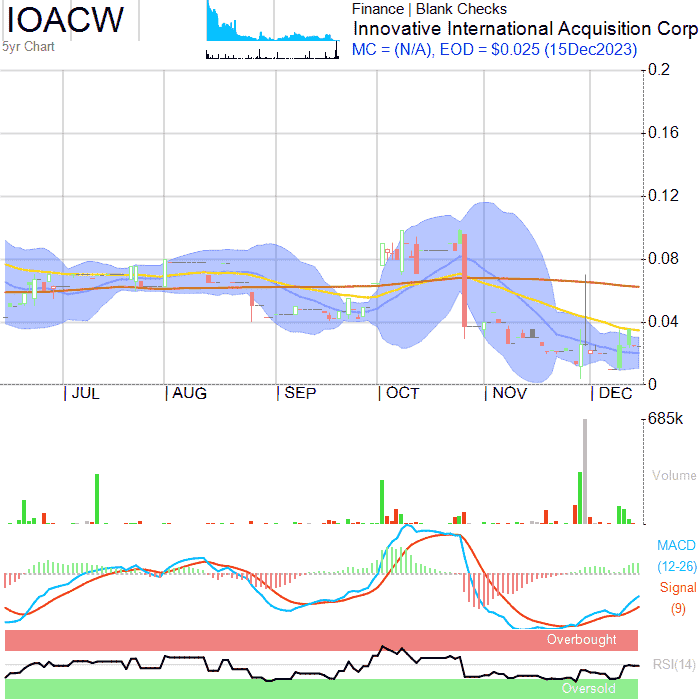 IOACW
5yr Chart
Finance | Blank Checks
Innovative International Acquisition Corp
MC = (N/A), EOD = $0.025 (15Dec2023)
0.2
0.16
0.12
0.08
0.04
0
JUL AUG SEP OCT NOV DEC
685k
Volume
MACD
(12-26)
Signal
(9)
Overbought
RSI(14)
Oversold